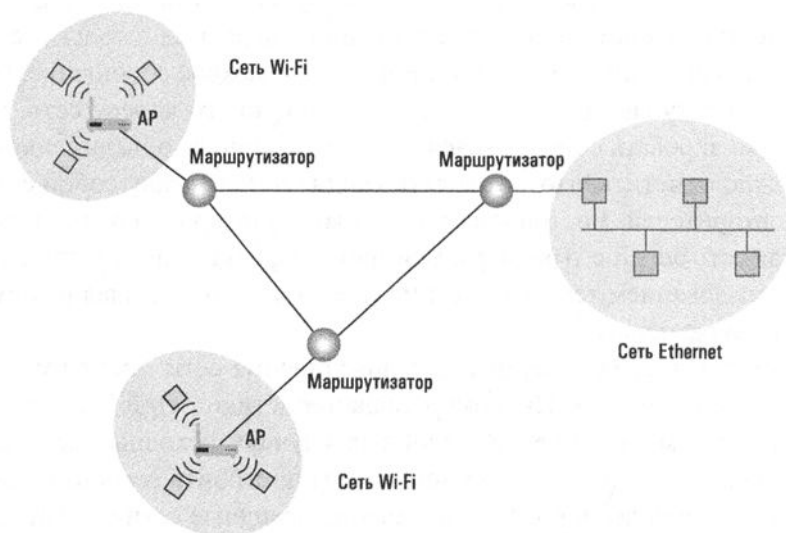 Сеть Wi-Fi
AP
Маршрутизатор
Маршрутизатор
Сеть Ethernet
Маршрутизатор
AP
Сеть Wi-Fi